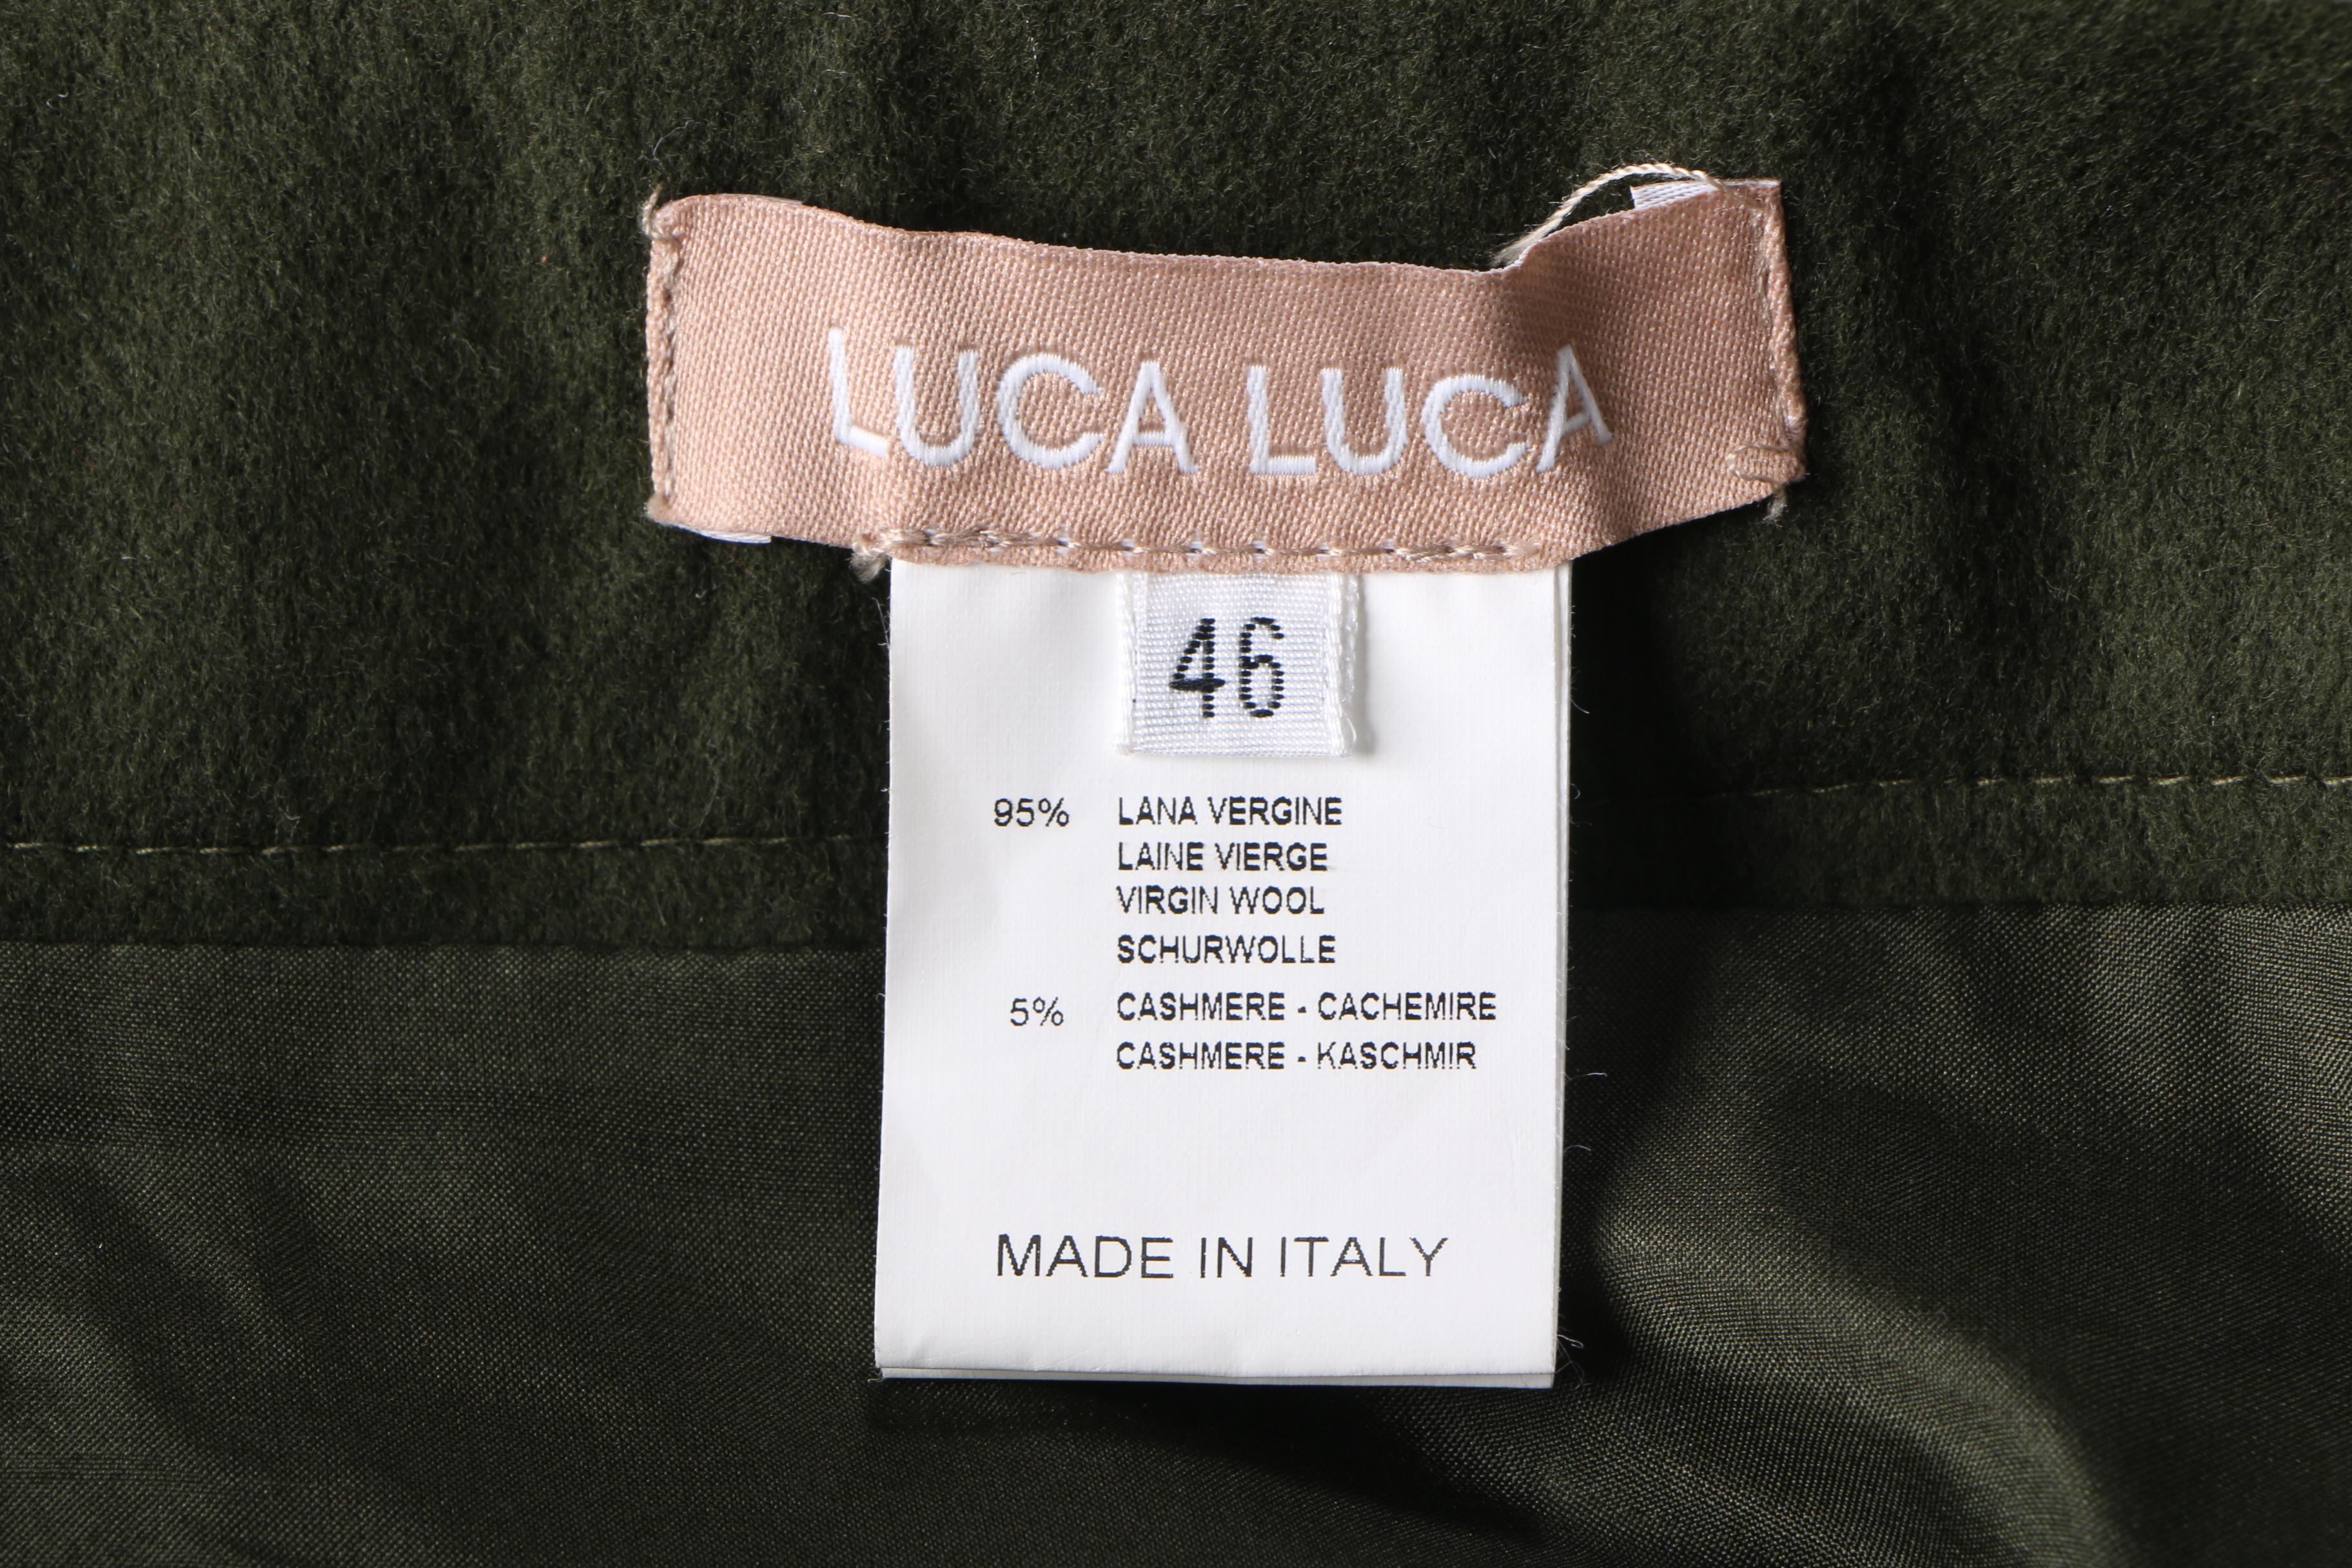 LUCA LUCA
46
95% LANA VERGINE
LAINE VIERGE
VIRGIN WOOL
SCHURWOLLE
5% CASHMERE - CACHEMIRE
CASHMERE - KASCHMIR
MADE IN ITALY